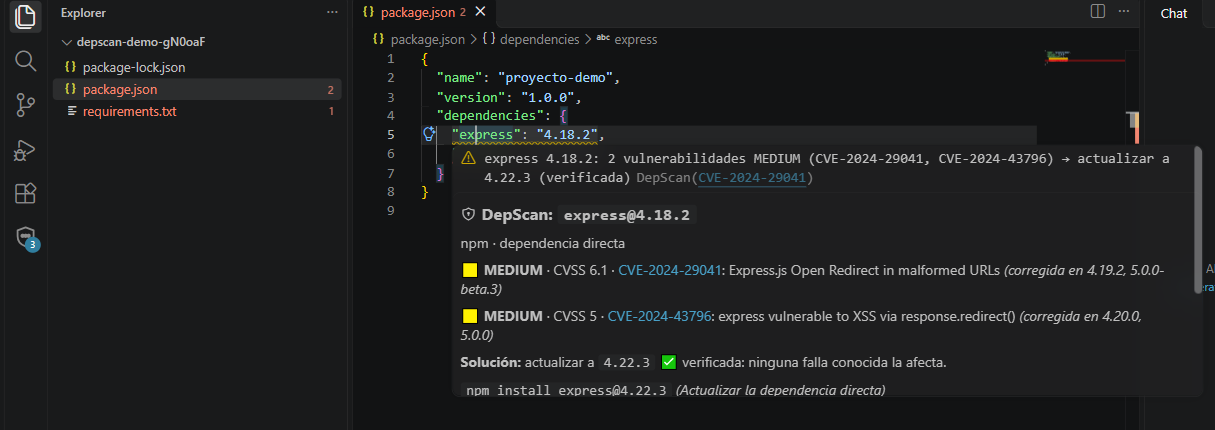 Explorer
···
depscan-demo-gN0oaF
{} package-lock.json
{} package.json 2
requirements.txt 1
3
{} package.json 2 ×
···
Chat
{} package.json > { } dependencies > abc express
1 {
2 "name": "proyecto-demo",
3 "version": "1.0.0",
4 "dependencies": {
5 "express": "4.18.2",
6
7 }
8 }
9
express 4.18.2: 2 vulnerabilidades MEDIUM (CVE-2024-29041, CVE-2024-43796) → actualizar a
4.22.3 (verificada) DepScan(CVE-2024-29041)
DepScan: express@4.18.2
npm · dependencia directa
MEDIUM · CVSS 6.1 · CVE-2024-29041: Express.js Open Redirect in malformed URLs (corregida en 4.19.2, 5.0.0-
beta.3)
MEDIUM · CVSS 5 · CVE-2024-43796: express vulnerable to XSS via response.redirect() (corregida en 4.20.0,
5.0.0)
Solución: actualizar a 4.22.3 ✅ verificada: ninguna falla conocida la afecta.
npm install express@4.22.3 (Actualizar la dependencia directa)